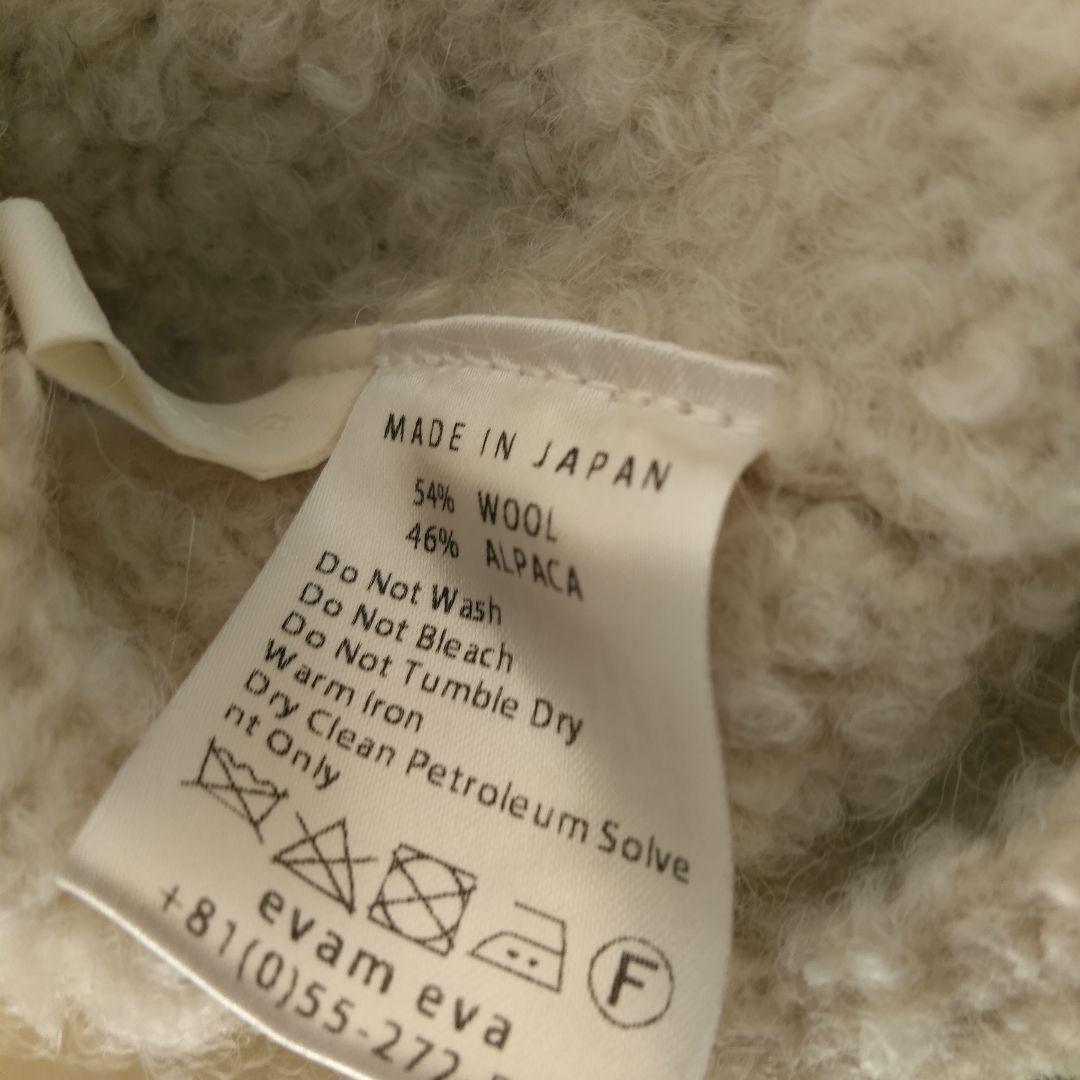 MADE IN JAPAN
54% WOOL
46% ALPACA
Do Not Wash
Do Not Bleach
Do Not Tumble Dry
Warm Iron
Dry Clean Petroleum Solve
nt Only
F
evam eva
+81(0)55-272-